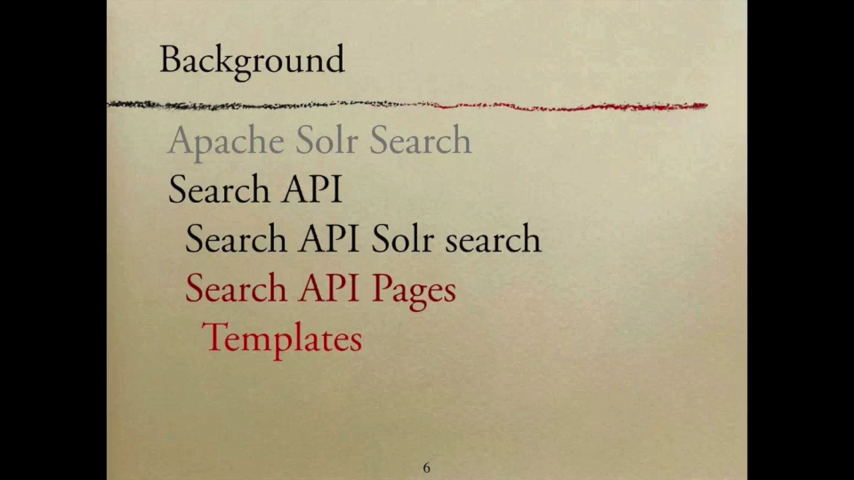 Background
Apache Solr Search
Search API
Search API Solr search
Search API Pages
Templates
6